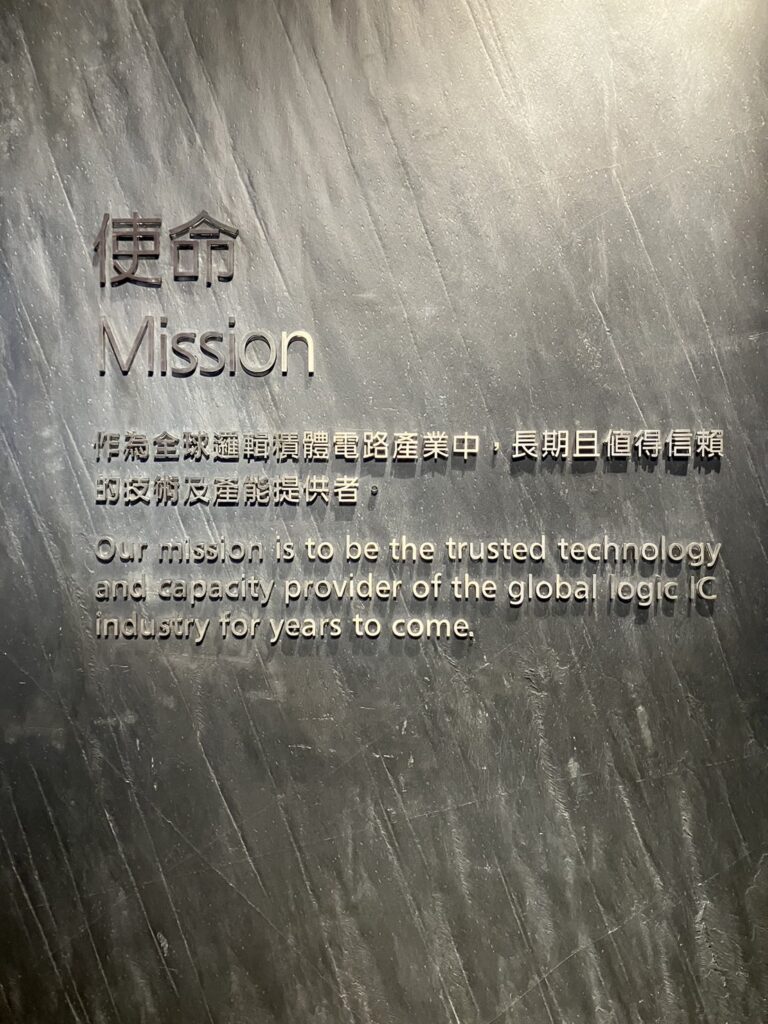 使命
Mission
作為全球邏輯積體電路產業中，長期且值得信賴
的技術及產能提供者。
Our mission is to be the trusted technology
and capacity provider of the global logic IC
industry for years to come.